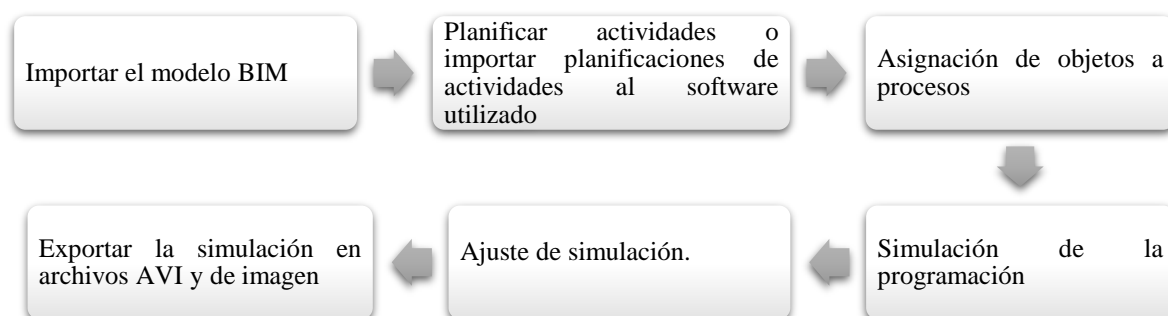 Importar el modelo BIM
Planificar actividades o
importar planificaciones de
actividades al software
utilizado
Asignación de objetos a
procesos
Simulación de la
programación
Ajuste de simulación.
Exportar la simulación en
archivos AVI y de imagen